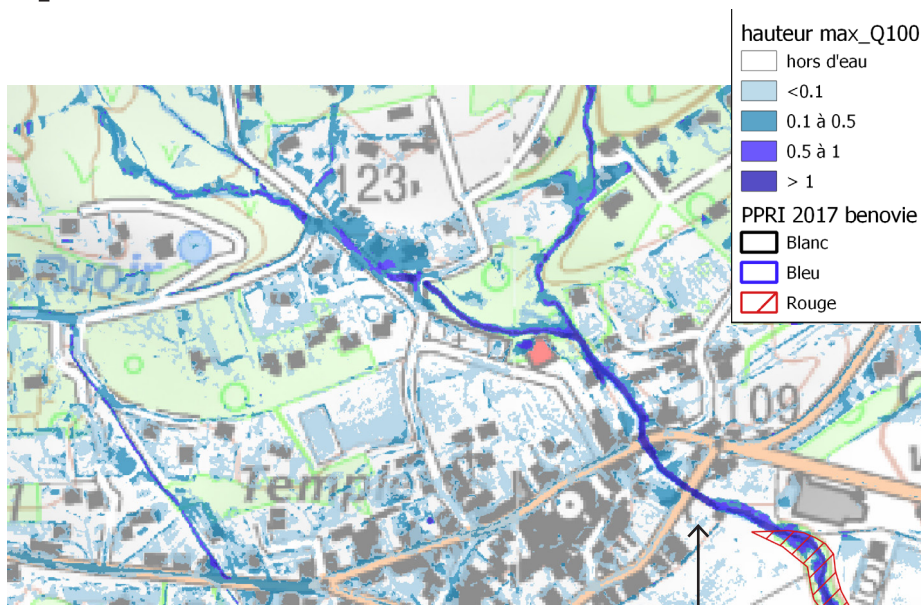 hauteur max_Q100
hors d'eau
<0.1
0.1 à 0.5
0.5 à 1
> 1
PPRI 2017 benovie
Blanc
Bleu
Rouge
123
109